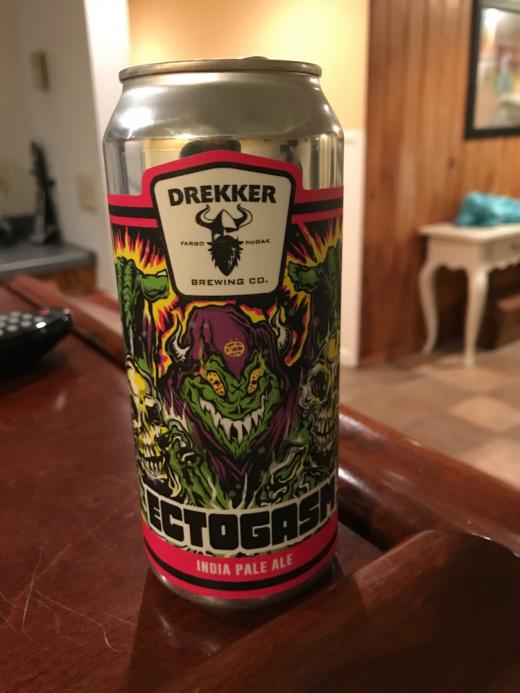 DREKKER
FARGO NoDAK
BREWING CO.
ECTOGASM
INDIA PALE ALE